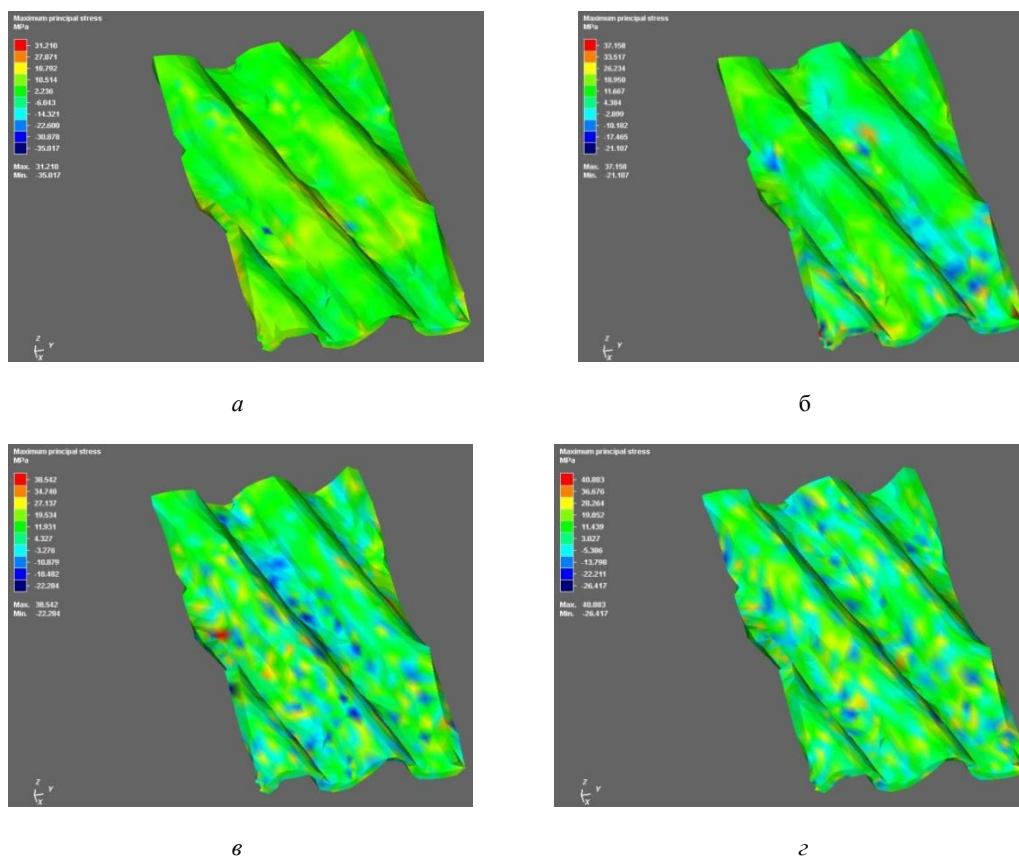 Maximum principal stress
MPa
31.210
27.071
18.792
10.514
2.236
-6.043
-14.321
-22.600
-30.878
-35.017
Max. 31.210
Min. -35.017
Z
Y
X
а
Maximum principal stress
MPa
37.158
33.517
26.234
18.950
11.667
4.384
-2.899
-10.182
-17.465
-21.107
Max. 37.158
Min. -21.107
Z
Y
X
б
Maximum principal stress
MPa
38.542
34.740
27.137
19.534
11.931
4.327
-3.276
-10.879
-18.482
-22.284
Max. 38.542
Min. -22.284
Z
Y
X
в
Maximum principal stress
MPa
40.883
36.676
28.264
19.852
11.439
3.027
-5.386
-13.798
-22.211
-26.417
Max. 40.883
Min. -26.417
Z
Y
X
г